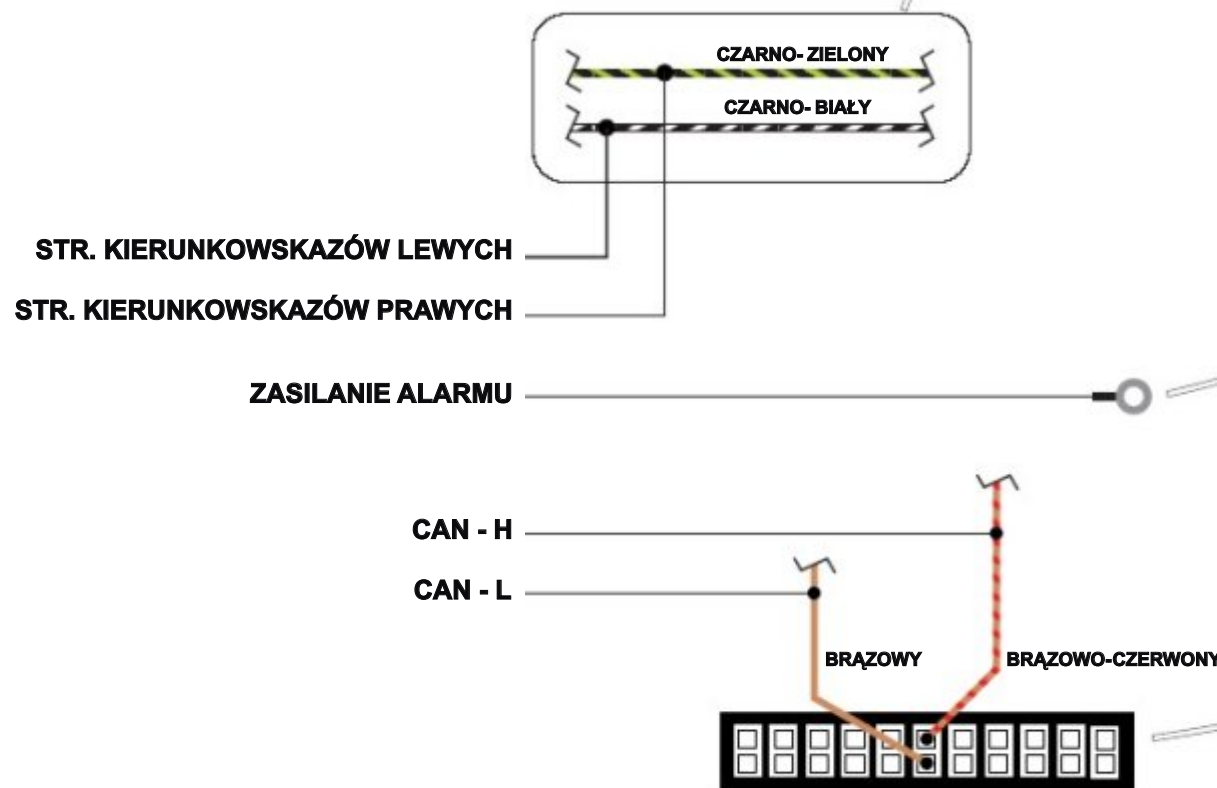 CZARNO- ZIELONY
CZARNO- BIAŁY
STR. KIERUNKOWSKAZÓW LEWYCH
STR. KIERUNKOWSKAZÓW PRAWYCH
ZASILANIE ALARMU
CAN - H
CAN - L
BRĄZOWY
BRĄZOWO-CZERWONY